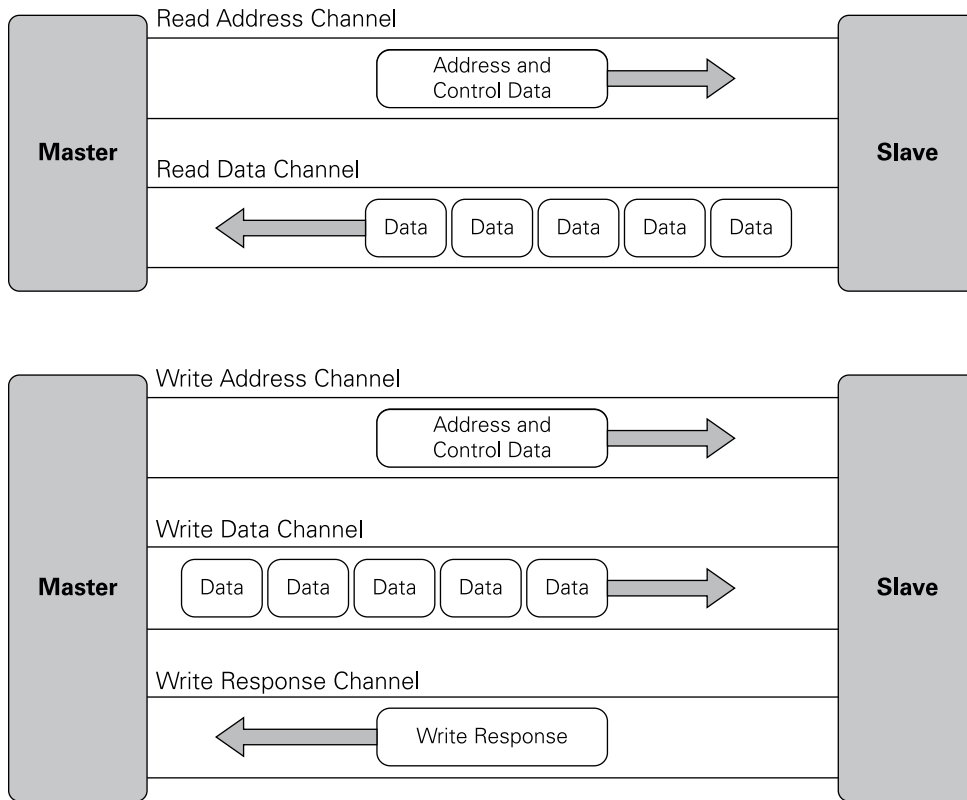 Read Address Channel
Address and
Control Data
Master
Slave
Read Data Channel
Data Data Data Data Data
Write Address Channel
Address and
Control Data
Write Data Channel
Master
Data Data Data Data Data
Slave
Write Response Channel
Write Response